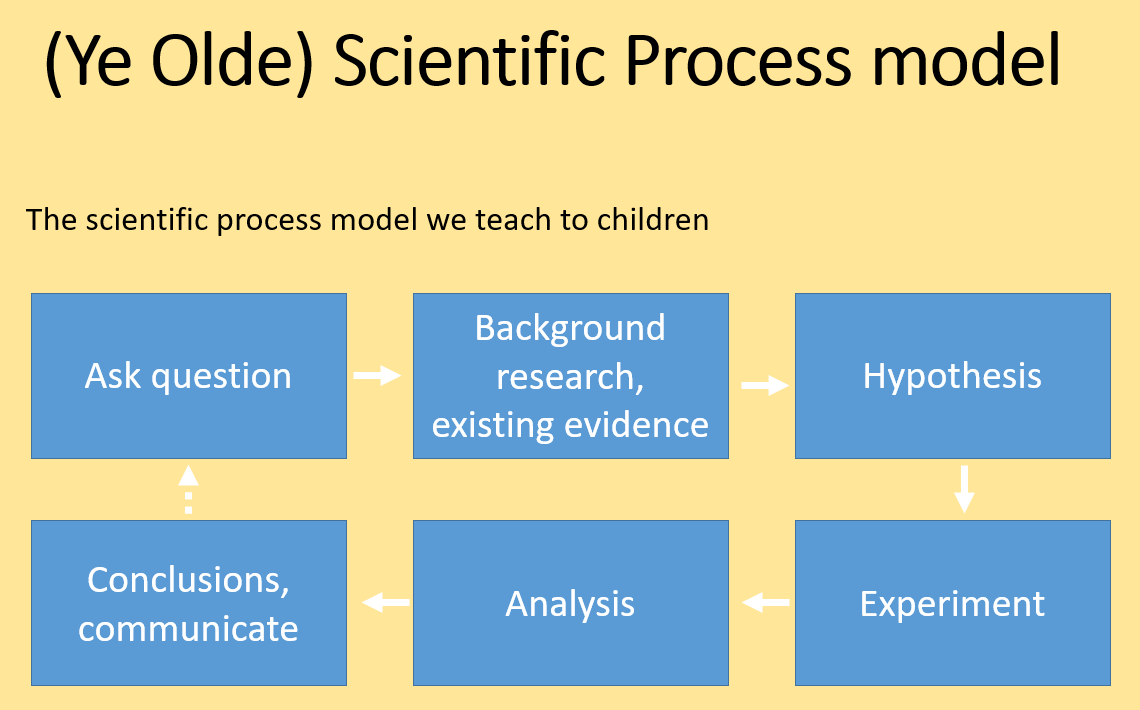 (Ye Olde) Scientific Process model
The scientific process model we teach to children
Ask question
Background
research,
existing evidence
Hypothesis
Experiment
Analysis
Conclusions,
communicate